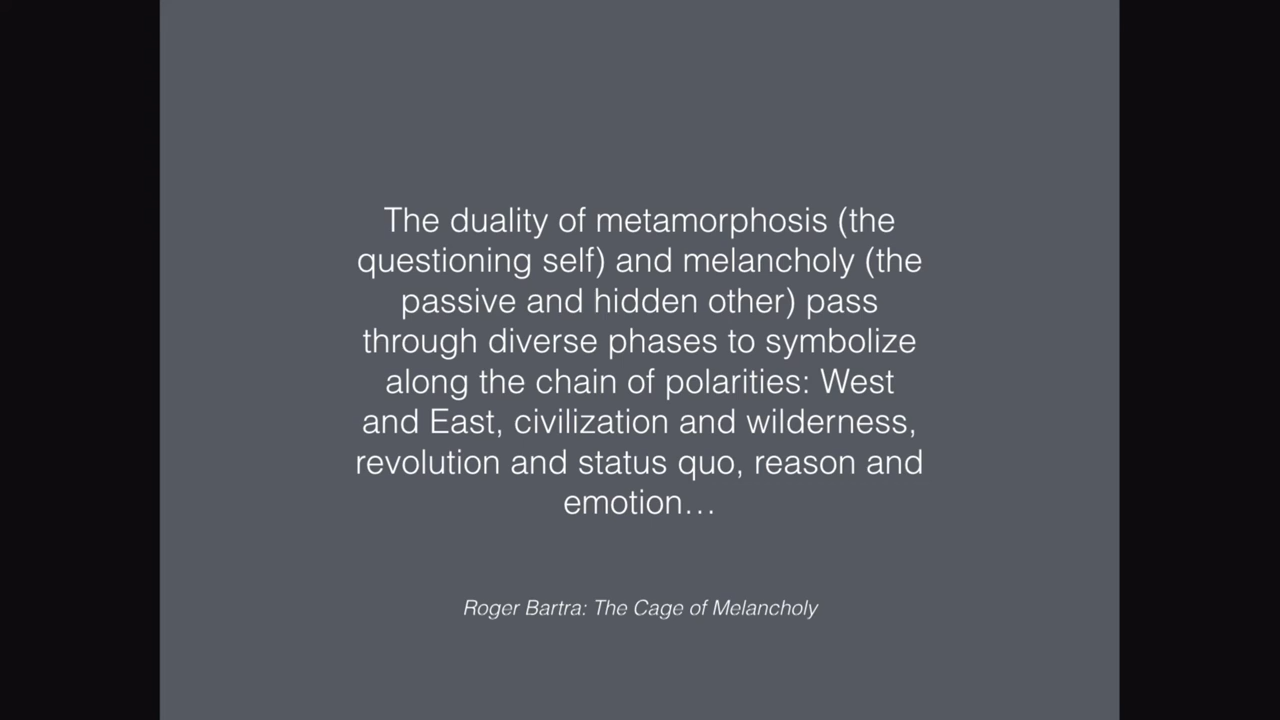 The duality of metamorphosis (the
questioning self) and melancholy (the
passive and hidden other) pass
through diverse phases to symbolize
along the chain of polarities: West
and East, civilization and wilderness,
revolution and status quo, reason and
emotion…
Roger Bartra: The Cage of Melancholy